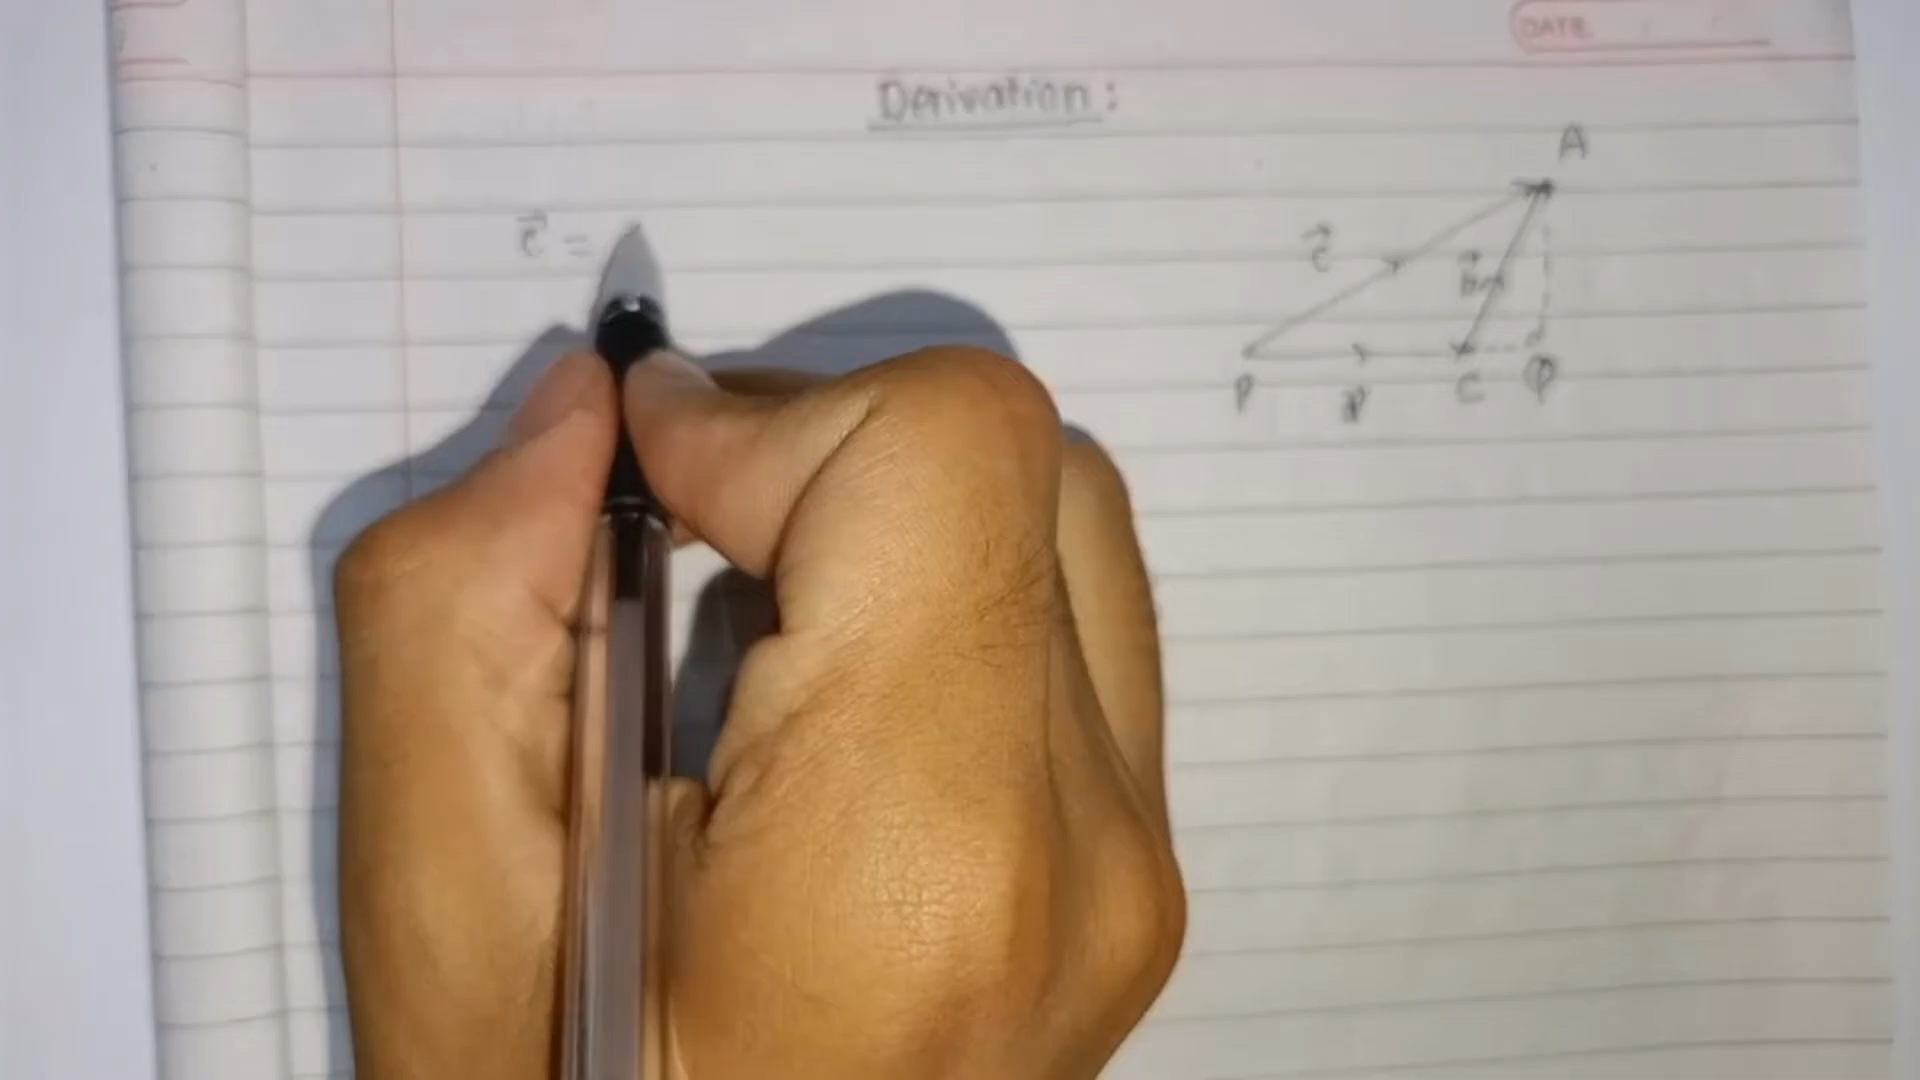 DATE
Derivation :
A
c⃗ =
c⃗
P
C